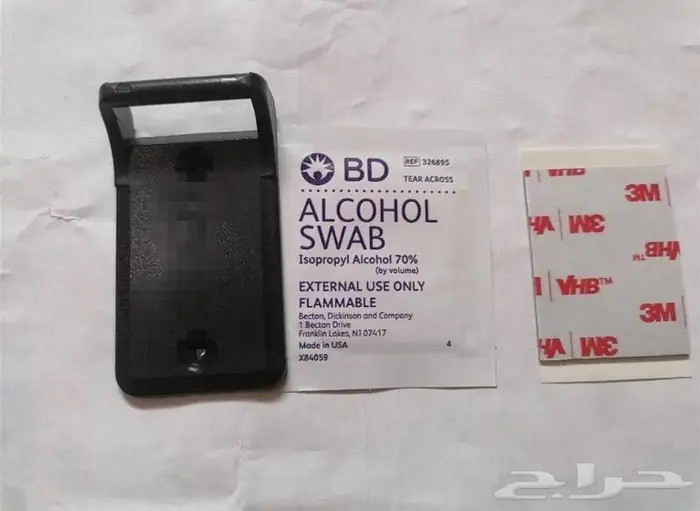 BD
REF 326895
TEAR ACROSS
ALCOHOL
SWAB
Isopropyl Alcohol 70%
(by volume)
EXTERNAL USE ONLY
FLAMMABLE
Becton, Dickinson and Company
1 Becton Drive
Franklin Lakes, NJ 07417
Made in USA
4
X84059
VHB
3M
VHB
3M
VHB™
VHB™
3M
VHB
3M
حراج